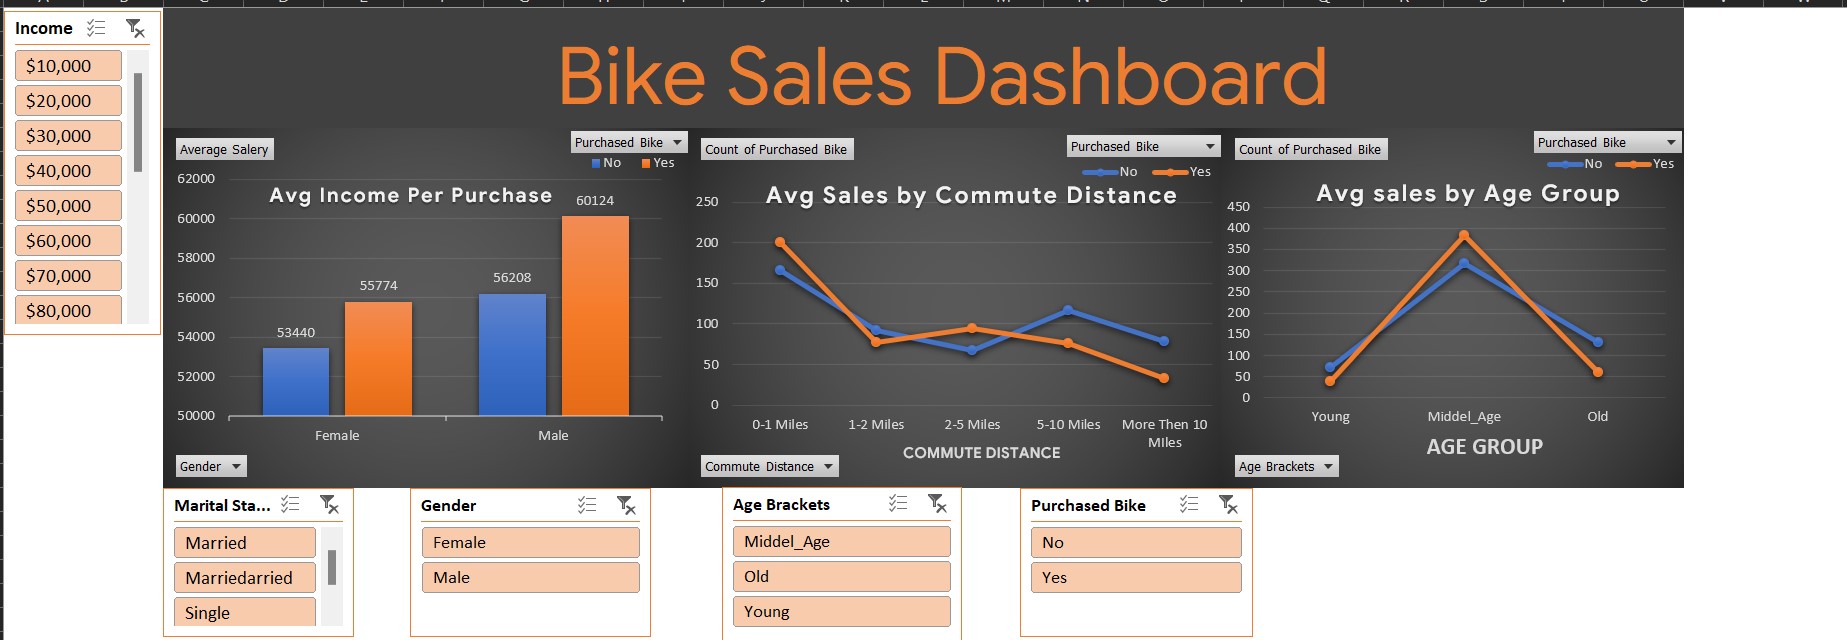 Income
$10,000
$20,000
$30,000
$40,000
$50,000
$60,000
$70,000
$80,000
Bike Sales Dashboard
Average Salery
Purchased Bike
No Yes
Avg Income Per Purchase
62000
60000
58000
56000
54000
52000
50000
53440
55774
56208
60124
Female Male
Gender
Count of Purchased Bike
Purchased Bike
No Yes
Avg Sales by Commute Distance
250
200
150
100
50
0
0-1 Miles 1-2 Miles 2-5 Miles 5-10 Miles More Then 10
MIles
COMMUTE DISTANCE
Commute Distance
Count of Purchased Bike
Purchased Bike
No Yes
Avg sales by Age Group
450
400
350
300
250
200
150
100
50
0
Young Middel_Age Old
AGE GROUP
Age Brackets
Marital Sta...
Married
Marriedarried
Single
Gender
Female
Male
Age Brackets
Middel_Age
Old
Young
Purchased Bike
No
Yes